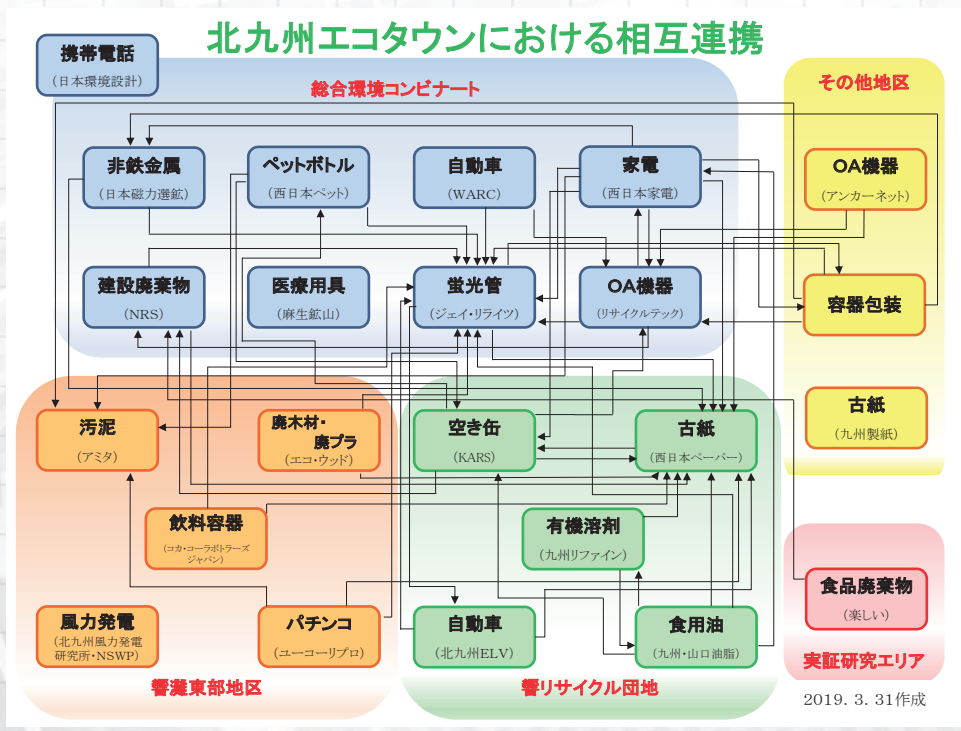 北九州エコタウンにおける相互連携
携帯電話
(日本環境設計)
総合環境コンビナート
その他地区
非鉄金属
(日本磁力選鉱)
ペットボトル
(西日本ペット)
自動車
(WARC)
家電
(西日本家電)
OA機器
(アンカーネット)
建設廃棄物
(NRS)
医療用具
(麻生鉱山)
蛍光管
(ジェイ・リライツ)
OA機器
(リサイクルテック)
容器包装
古紙
(九州製紙)
汚泥
(アミタ)
廃木材・
廃プラ
(エコ・ウッド)
空き缶
(KARS)
古紙
(西日本ペーパー)
飲料容器
(コカ・コーラボトラーズ
ジャパン)
有機溶剤
(九州リファイン)
食品廃棄物
(楽しい)
風力発電
(北九州風力発電
研究所・NSWP)
パチンコ
(ユーコーリプロ)
自動車
(北九州ELV)
食用油
(九州・山口油脂)
実証研究エリア
響灘東部地区
響リサイクル団地
2019. 3. 31作成